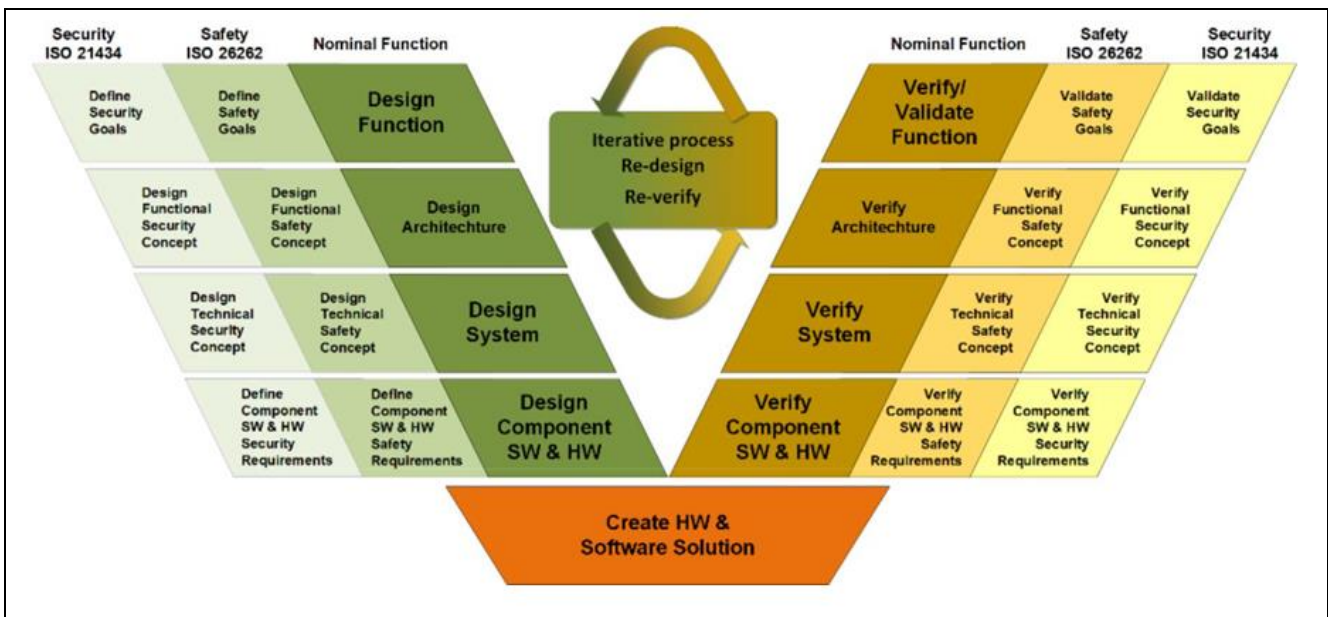 Security
ISO 21434
Safety
ISO 26262
Nominal Function
Nominal Function
Safety
ISO 26262
Security
ISO 21434
Define
Security
Goals
Define
Safety
Goals
Design
Function
Iterative process
Re-design
Re-verify
Verify/
Validate
Function
Validate
Safety
Goals
Validate
Security
Goals
Design
Functional
Security
Concept
Design
Functional
Safety
Concept
Design
Architechture
Verify
Architechture
Verify
Functional
Safety
Concept
Verify
Functional
Security
Concept
Design
Technical
Security
Concept
Design
Technical
Safety
Concept
Design
System
Verify
System
Verify
Technical
Safety
Concept
Verify
Technical
Security
Concept
Define
Component
SW & HW
Security
Requirements
Define
Component
SW & HW
Safety
Requirements
Design
Component
SW & HW
Verify
Component
SW & HW
Verify
Component
SW & HW
Safety
Requirements
Verify
Component
SW & HW
Security
Requirements
Create HW &
Software Solution